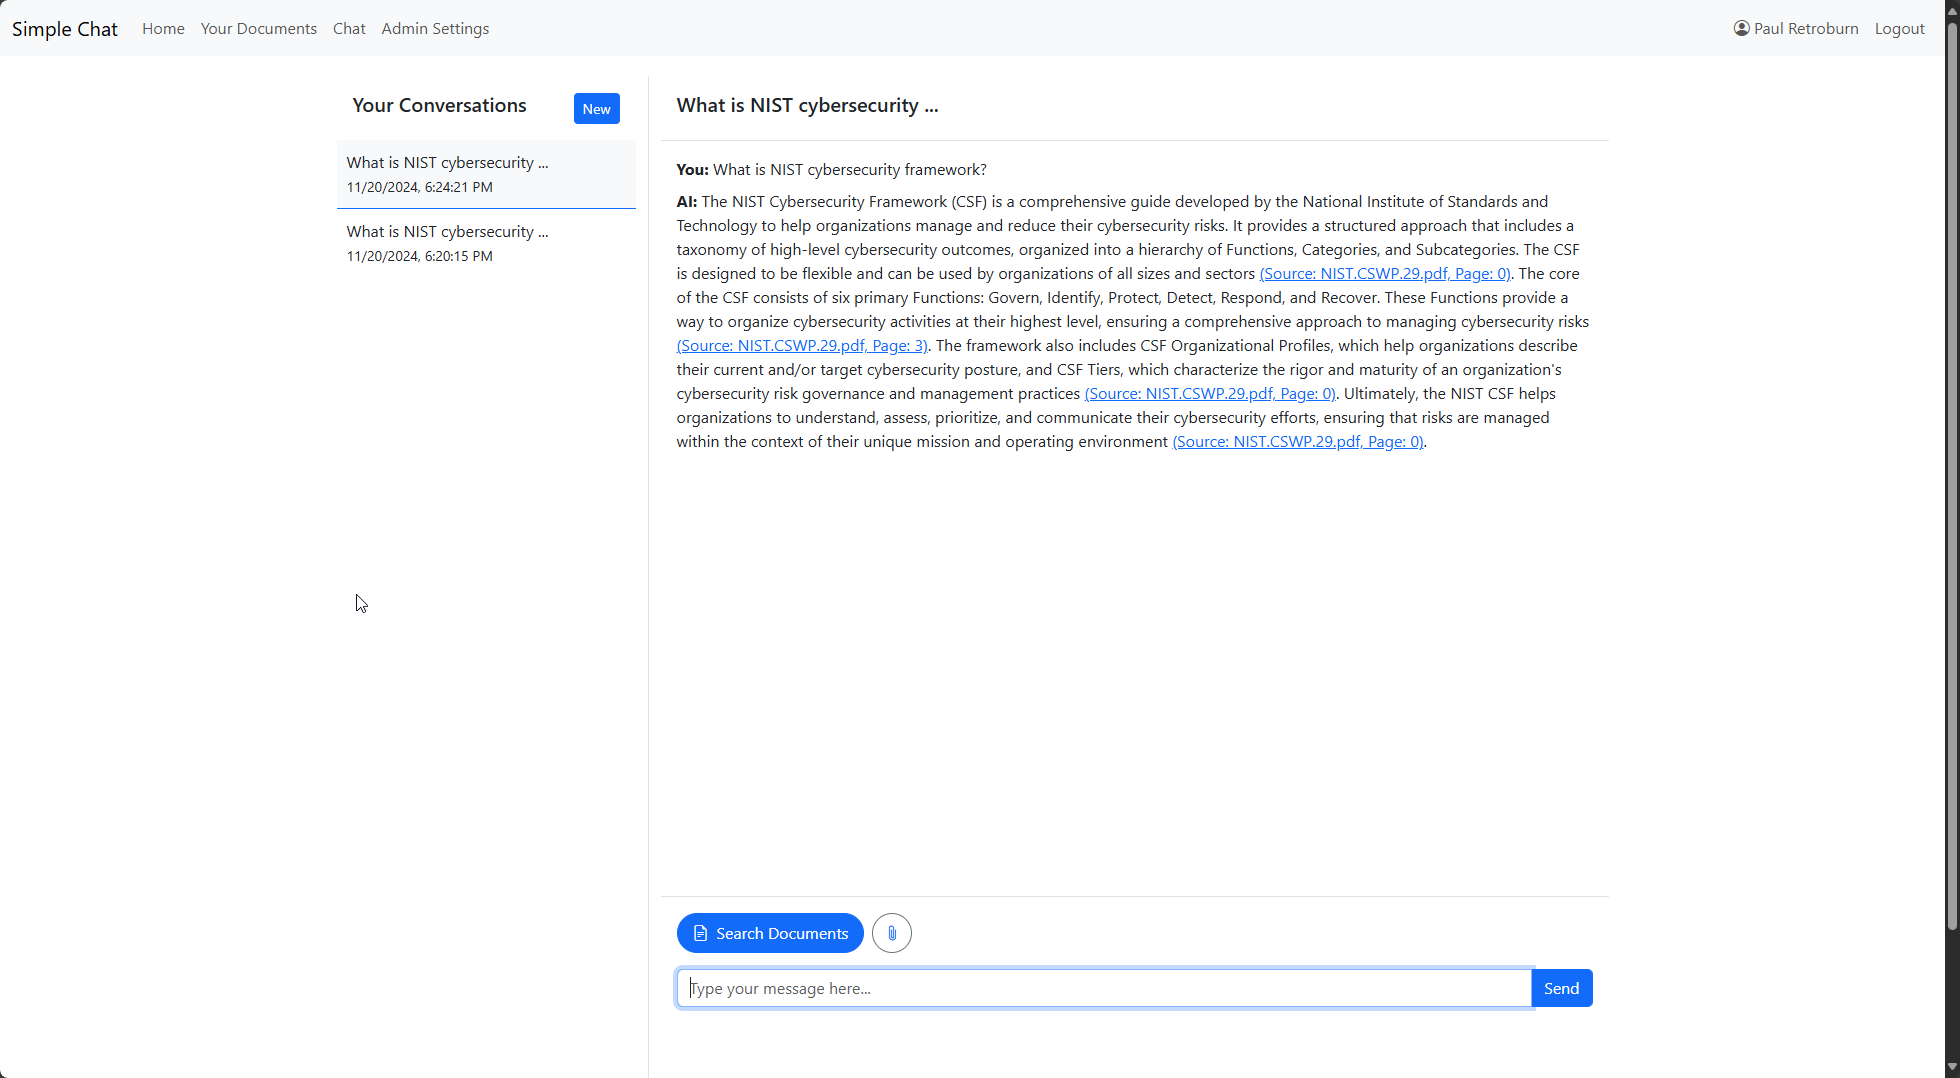 Simple Chat Home Your Documents Chat Admin Settings Paul Retroburn Logout
Your Conversations New
What is NIST cybersecurity ...
11/20/2024, 6:24:21 PM
What is NIST cybersecurity ...
11/20/2024, 6:20:15 PM
What is NIST cybersecurity ...
You: What is NIST cybersecurity framework?
AI: The NIST Cybersecurity Framework (CSF) is a comprehensive guide developed by the National Institute of Standards and
Technology to help organizations manage and reduce their cybersecurity risks. It provides a structured approach that includes a
taxonomy of high-level cybersecurity outcomes, organized into a hierarchy of Functions, Categories, and Subcategories. The CSF
is designed to be flexible and can be used by organizations of all sizes and sectors (Source: NIST.CSWP.29.pdf, Page: 0). The core
of the CSF consists of six primary Functions: Govern, Identify, Protect, Detect, Respond, and Recover. These Functions provide a
way to organize cybersecurity activities at their highest level, ensuring a comprehensive approach to managing cybersecurity risks
(Source: NIST.CSWP.29.pdf, Page: 3). The framework also includes CSF Organizational Profiles, which help organizations describe
their current and/or target cybersecurity posture, and CSF Tiers, which characterize the rigor and maturity of an organization's
cybersecurity risk governance and management practices (Source: NIST.CSWP.29.pdf, Page: 0). Ultimately, the NIST CSF helps
organizations to understand, assess, prioritize, and communicate their cybersecurity efforts, ensuring that risks are managed
within the context of their unique mission and operating environment (Source: NIST.CSWP.29.pdf, Page: 0).
Search Documents
Type your message here...
Send